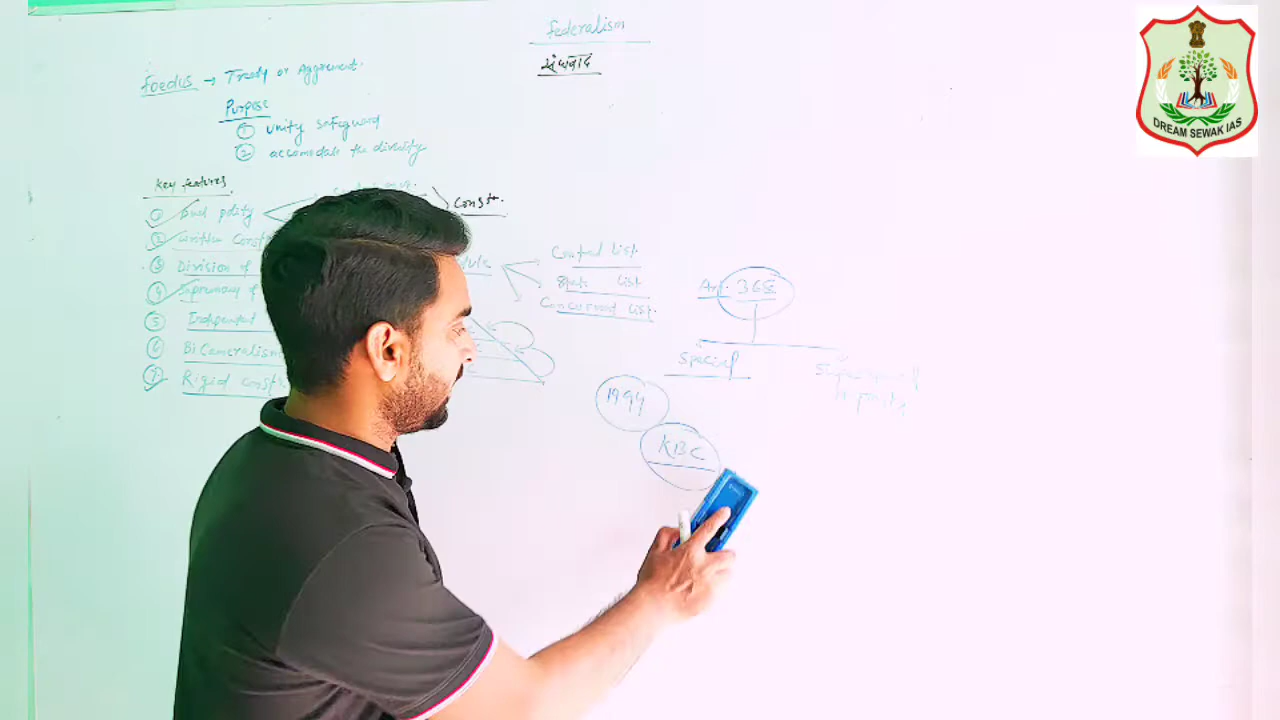 federalism
संघवाद
foedus → Treaty or Aggrement.
Purpose
① unity safeguard
② accomodate the diversity
Key features
① Dual polity
Constn.
② written Const
③ Division of
④ Supremacy of
⑤ Independent
⑥ Bicameralism
⑦ Rigid const
Central list
State list
Concurrent list.
Art. 368
Special
1994
KBC
DREAM SEWAK IAS